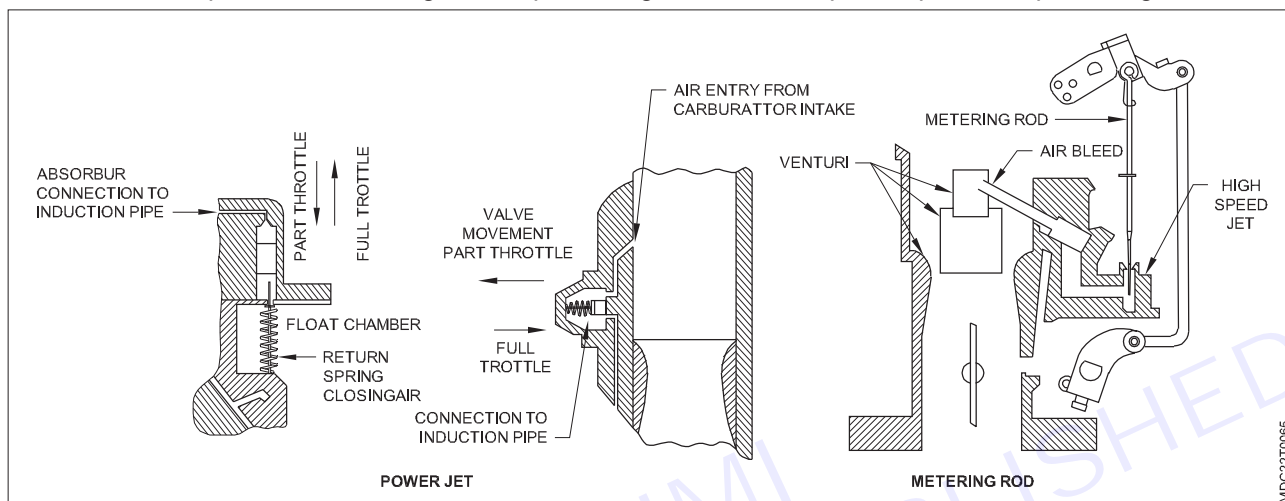 ABSORBUR
CONNECTION TO
INDUCTION PIPE
PART THROTTLE
FULL TROTTLE
FLOAT CHAMBER
RETURN
SPRING
CLOSINGAIR
AIR ENTRY FROM
CARBURATTOR INTAKE
VALVE
MOVEMENT
PART THROTTLE
FULL
TROTTLE
CONNECTION TO
INDUCTION PIPE
POWER JET
METERING ROD
AIR BLEED
VENTURI
HIGH
SPEED
JET
METERING ROD